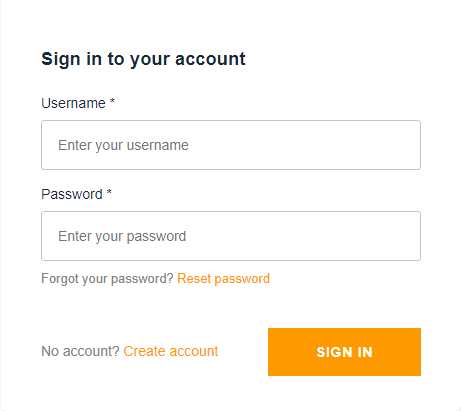 Sign in to your account
Username *
Enter your username
Password *
Enter your password
Forgot your password? Reset password
No account? Create account
SIGN IN